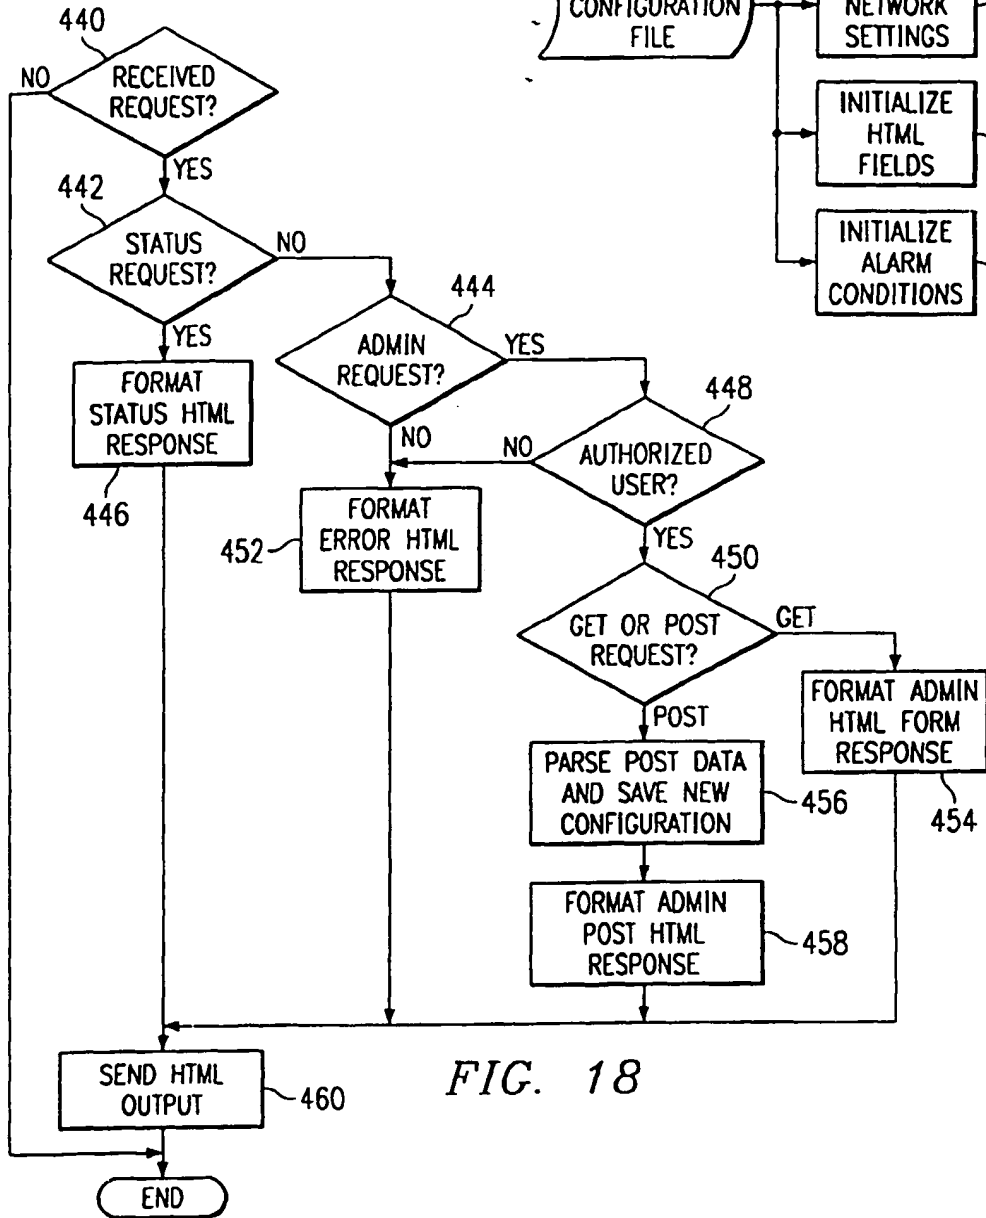 440
NO
RECEIVED
REQUEST?
YES
442
STATUS
REQUEST?
NO
YES
FORMAT
STATUS HTML
RESPONSE
446
444
ADMIN
REQUEST?
YES
NO
448
AUTHORIZED
USER?
NO
YES
FORMAT
ERROR HTML
RESPONSE
452
450
GET OR POST
REQUEST?
GET
POST
FORMAT ADMIN
HTML FORM
RESPONSE
454
PARSE POST DATA
AND SAVE NEW
CONFIGURATION
456
FORMAT ADMIN
POST HTML
RESPONSE
458
SEND HTML
OUTPUT
460
END
FIG. 18
CONFIGURATION
FILE
NETWORK
SETTINGS
INITIALIZE
HTML
FIELDS
INITIALIZE
ALARM
CONDITIONS